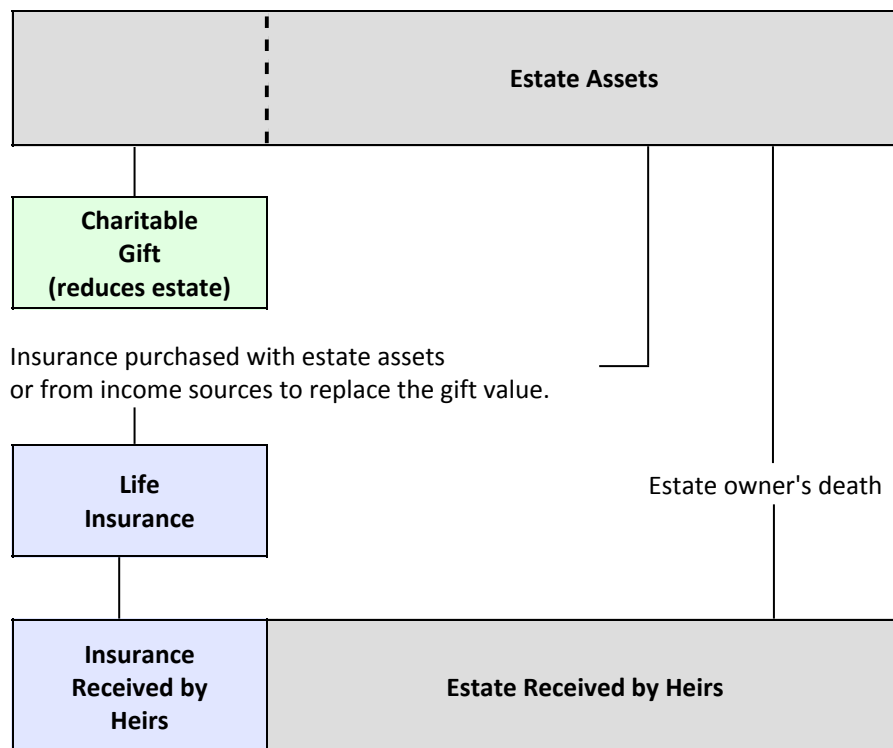 Estate Assets
Charitable
Gift
(reduces estate)
Insurance purchased with estate assets
or from income sources to replace the gift value.
Life
Insurance
Estate owner's death
Insurance
Received by
Heirs
Estate Received by Heirs